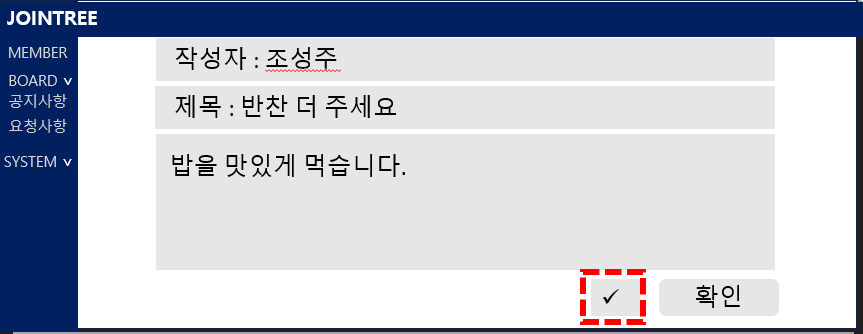 JOINTREE
MEMBER
BOARD
공지사항
요청사항
SYSTEM
작성자 : 조성주
제목 : 반찬 더 주세요
밥을 맛있게 먹습니다.
✓
확인